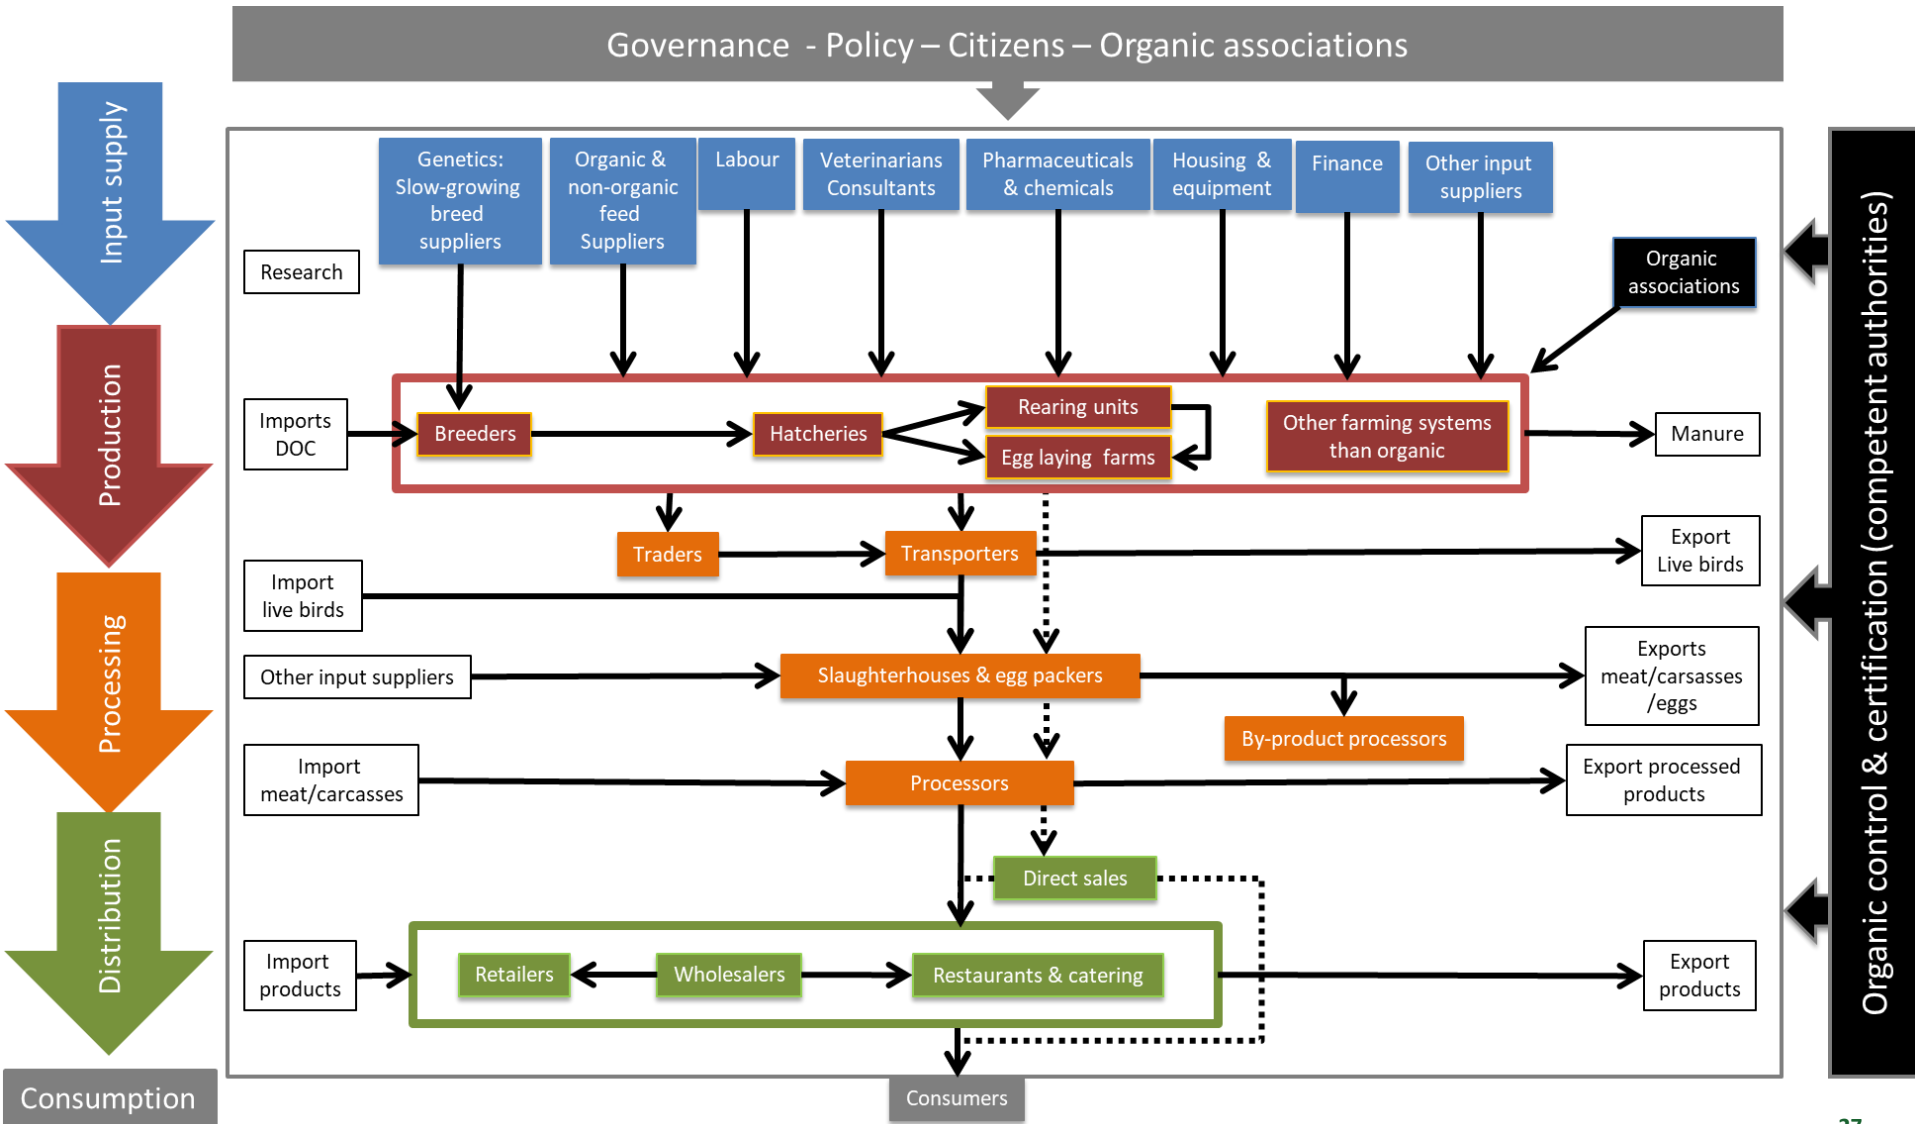 Governance - Policy – Citizens – Organic associations
Input supply
Genetics:
Slow-growing
breed
suppliers
Organic &
non-organic
feed
Suppliers
Labour
Veterinarians
Consultants
Pharmaceuticals
& chemicals
Housing &
equipment
Finance
Other input
suppliers
Research
Organic
associations
Organic control & certification (competent authorities)
Production
Imports
DOC
Breeders
Hatcheries
Rearing units
Egg laying farms
Other farming systems
than organic
Manure
Traders
Transporters
Export
Live birds
Import
live birds
Processing
Other input suppliers
Slaughterhouses & egg packers
Exports
meat/carsasses
/eggs
By-product processors
Import
meat/carcasses
Processors
Export processed
products
Distribution
Direct sales
Import
products
Retailers
Wholesalers
Restaurants & catering
Export
products
Consumption
Consumers